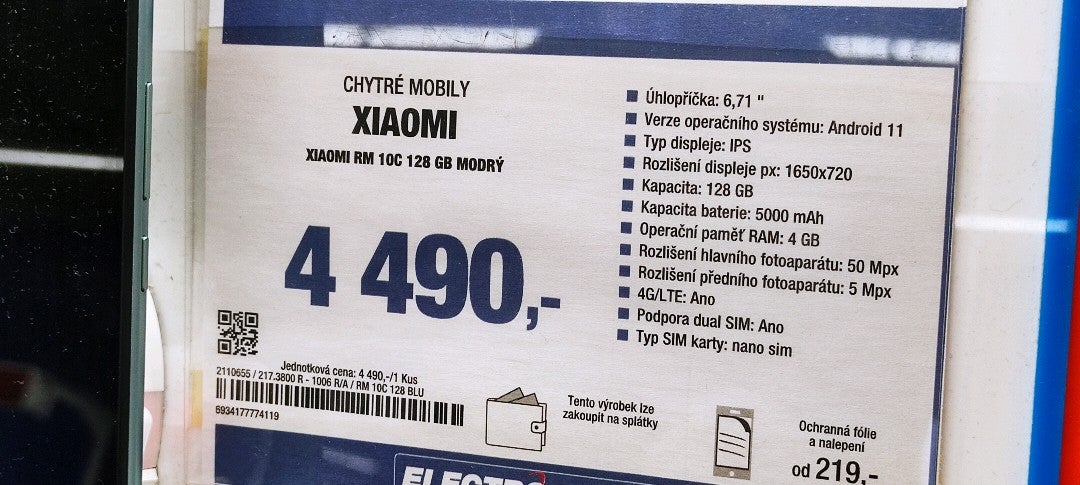 CHYTRÉ MOBILY
XIAOMI
XIAOMI RM 10C 128 GB MODRÝ
4 490,-
Jednotková cena: 4 490,-/1 Kus
2110655 / 217.3800 R - 1006 R/A / RM 10C 128 BLU
6934177774119
Úhlopříčka: 6,71 "
Verze operačního systému: Android 11
Typ displeje: IPS
Rozlišení displeje px: 1650x720
Kapacita: 128 GB
Kapacita baterie: 5000 mAh
Operační paměť RAM: 4 GB
Rozlišení hlavního fotoaparátu: 50 Mpx
Rozlišení předního fotoaparátu: 5 Mpx
4G/LTE: Ano
Podpora dual SIM: Ano
Typ SIM karty: nano sim
Tento výrobek lze
zakoupit na splátky
Ochranná fólie
a nalepení
od 219,-